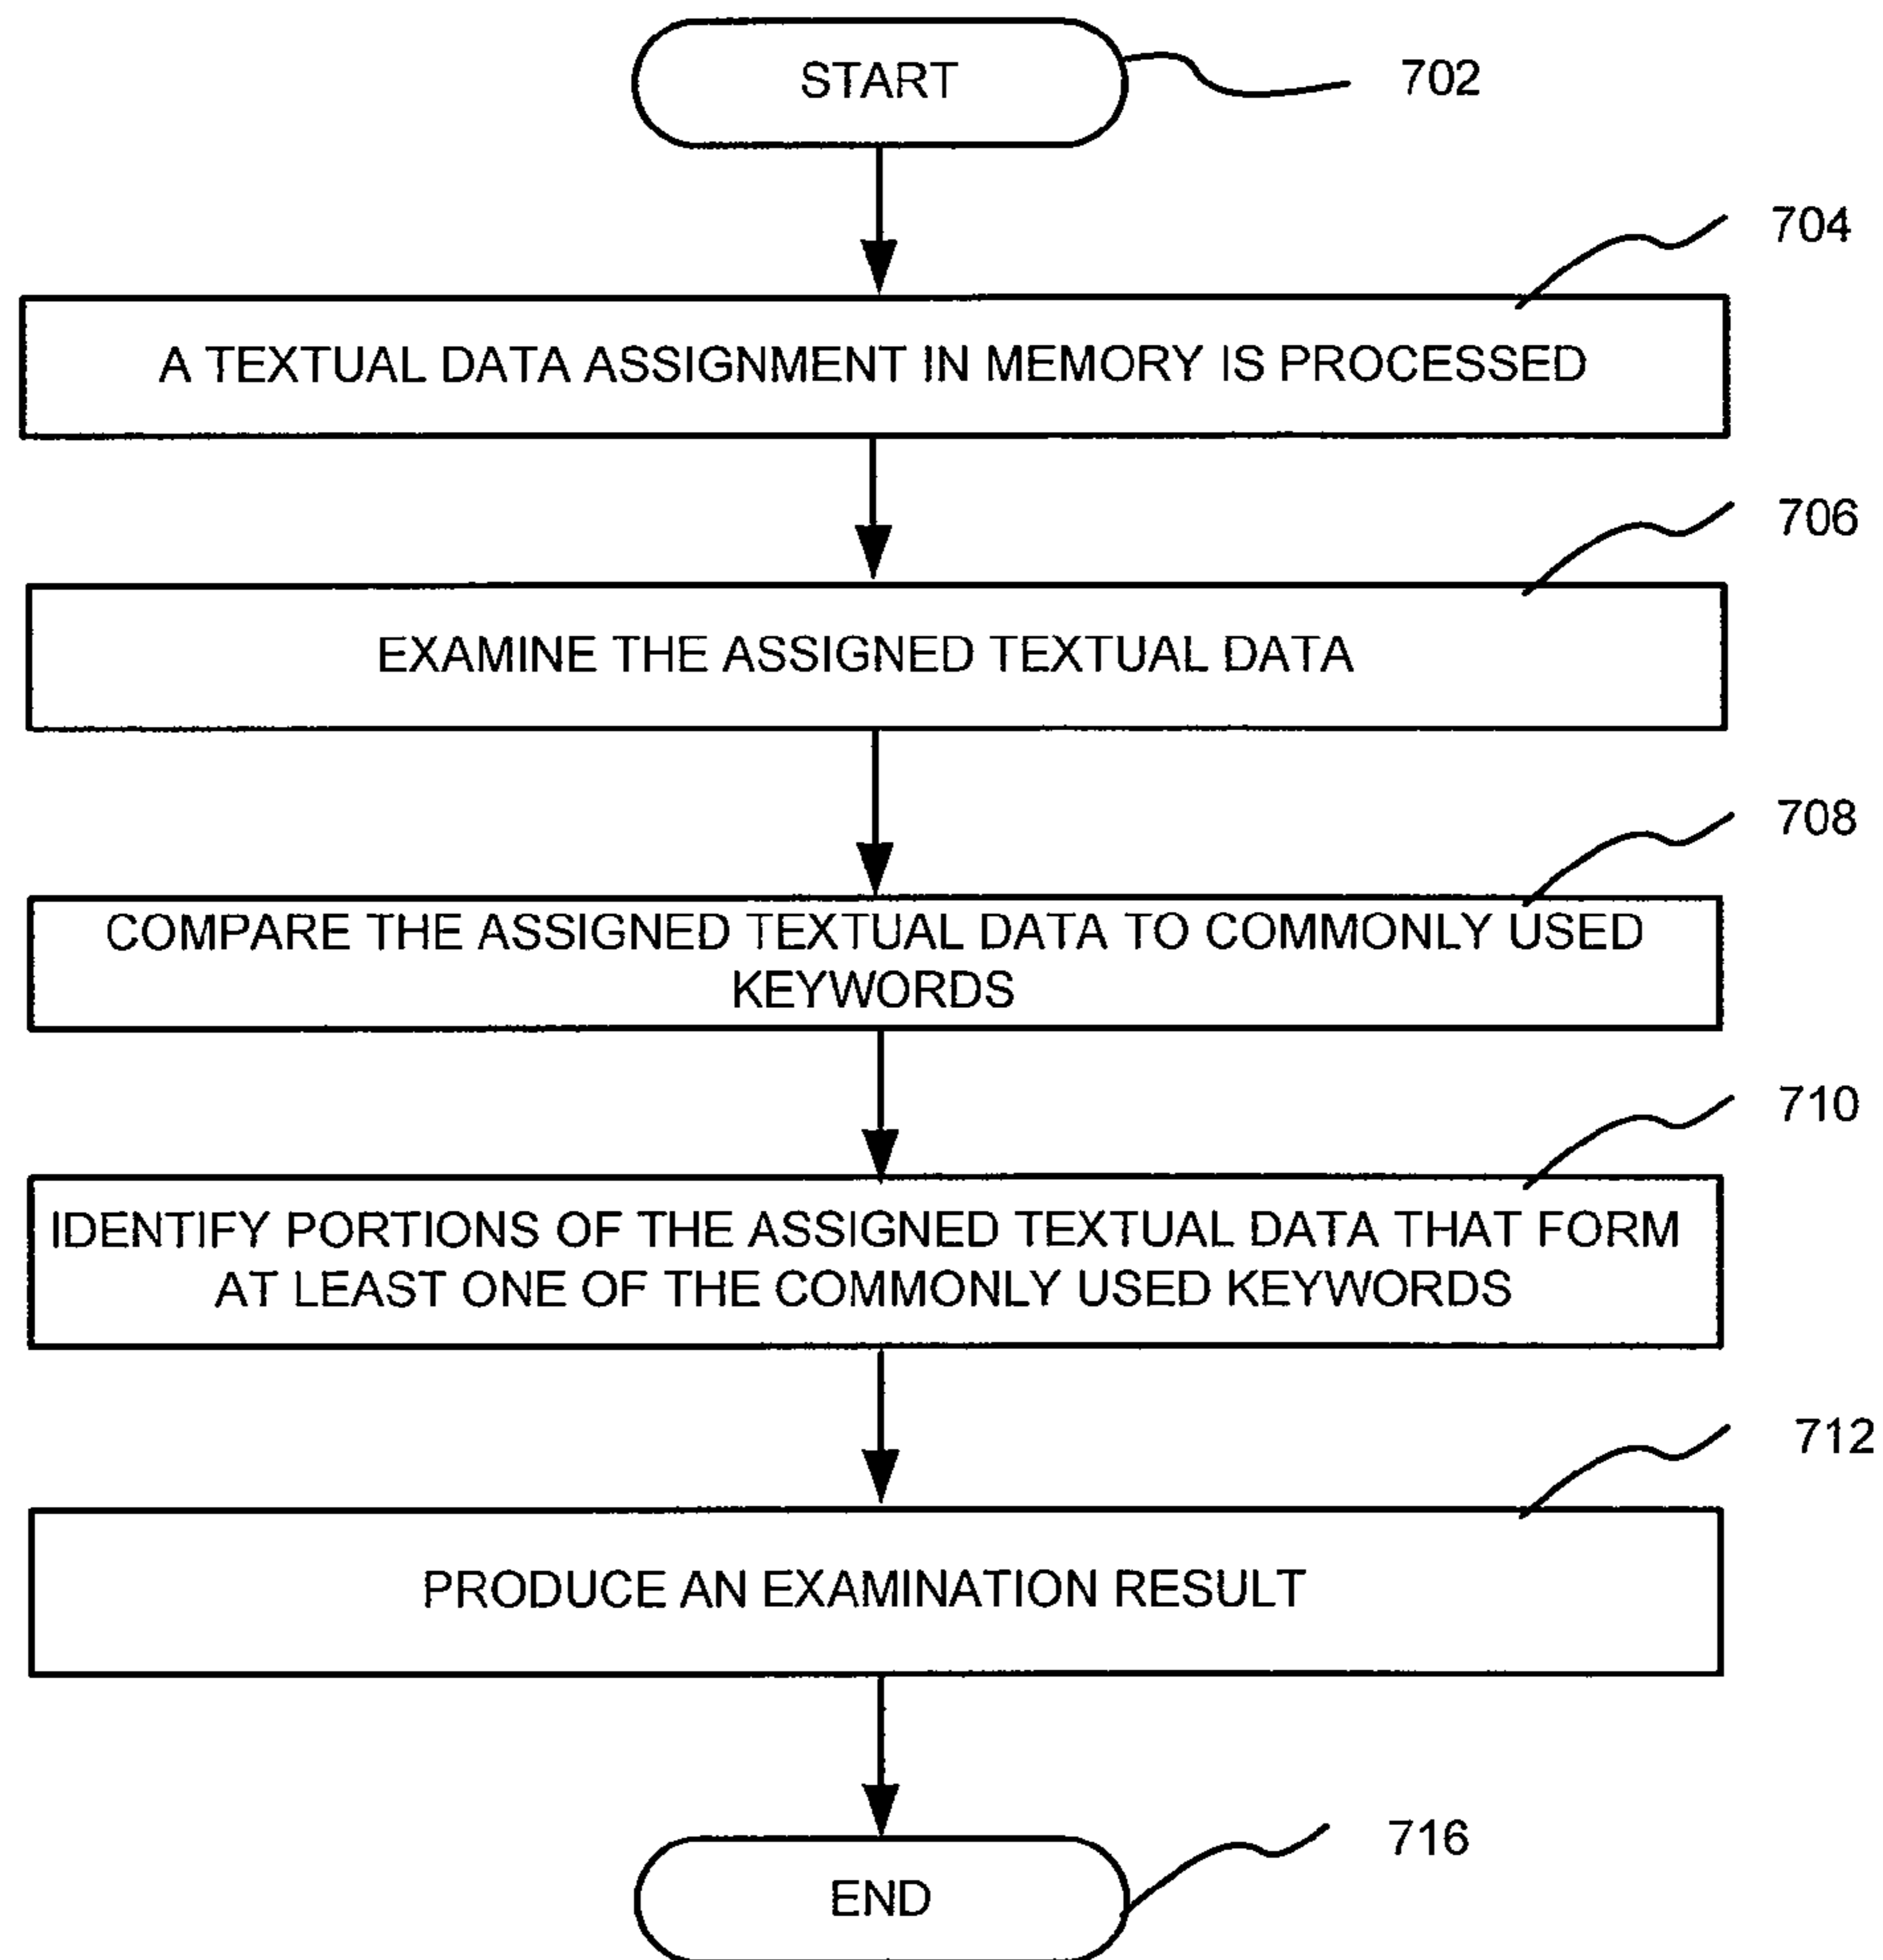 START
702
704
A TEXTUAL DATA ASSIGNMENT IN MEMORY IS PROCESSED
706
EXAMINE THE ASSIGNED TEXTUAL DATA
708
COMPARE THE ASSIGNED TEXTUAL DATA TO COMMONLY USED
KEYWORDS
710
IDENTIFY PORTIONS OF THE ASSIGNED TEXTUAL DATA THAT FORM
AT LEAST ONE OF THE COMMONLY USED KEYWORDS
712
PRODUCE AN EXAMINATION RESULT
716
END